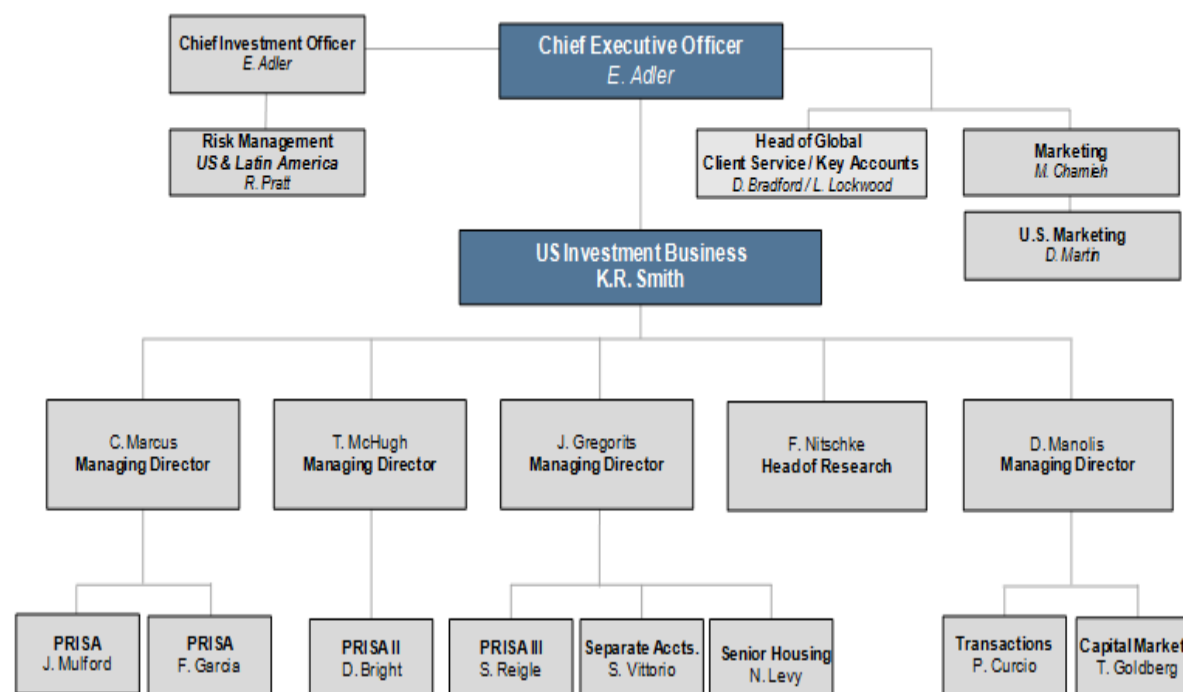 Chief Investment Officer
E. Adler
Chief Executive Officer
E. Adler
Risk Management
US & Latin America
R. Pratt
Head of Global
Client Service / Key Accounts
D. Bradford / L. Lockwood
Marketing
M. Chamieh
U.S. Marketing
D. Martin
US Investment Business
K.R. Smith
C. Marcus
Managing Director
T. McHugh
Managing Director
J. Gregorits
Managing Director
F. Nitschke
Head of Research
D. Manolis
Managing Director
PRISA
J. Mulford
PRISA
F. Garcia
PRISA II
D. Bright
PRISA III
S. Reigle
Separate Accts.
S. Vittorio
Senior Housing
N. Levy
Transactions
P. Curcio
Capital Market
T. Goldberg